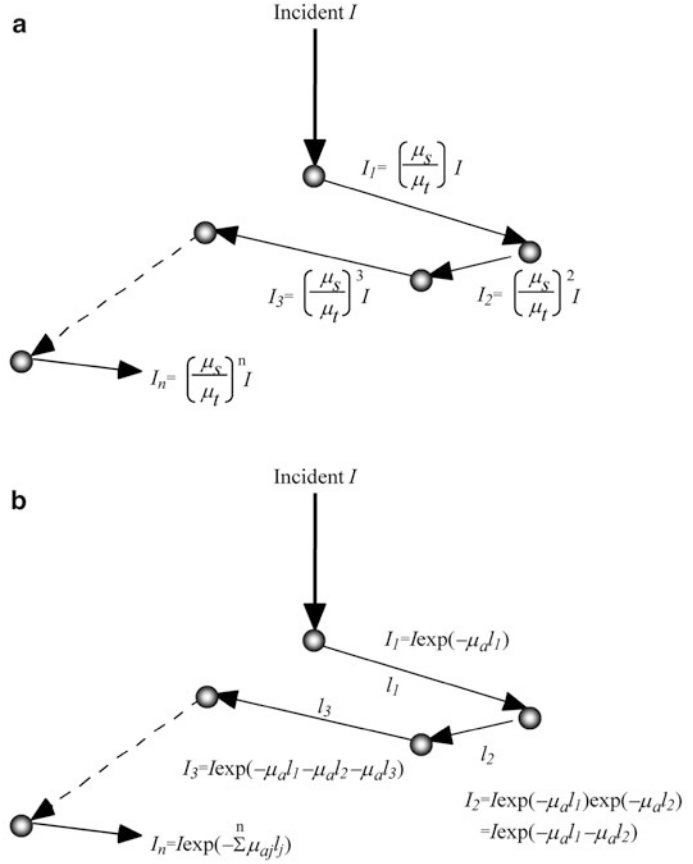 a
Incident I
I₁= (μₛ/μₜ) I
I₃= (μₛ/μₜ)³ I
I₂= (μₛ/μₜ)² I
Iₙ= (μₛ/μₜ)ⁿ I
b
Incident I
I₁=Iexp(−μₐl₁)
l₁
l₃
l₂
I₃=Iexp(−μₐl₁−μₐl₂−μₐl₃)
I₂=Iexp(−μₐl₁)exp(−μₐl₂)
=Iexp(−μₐl₁−μₐl₂)
n
Iₙ=Iexp(−Σμₐⱼlⱼ)